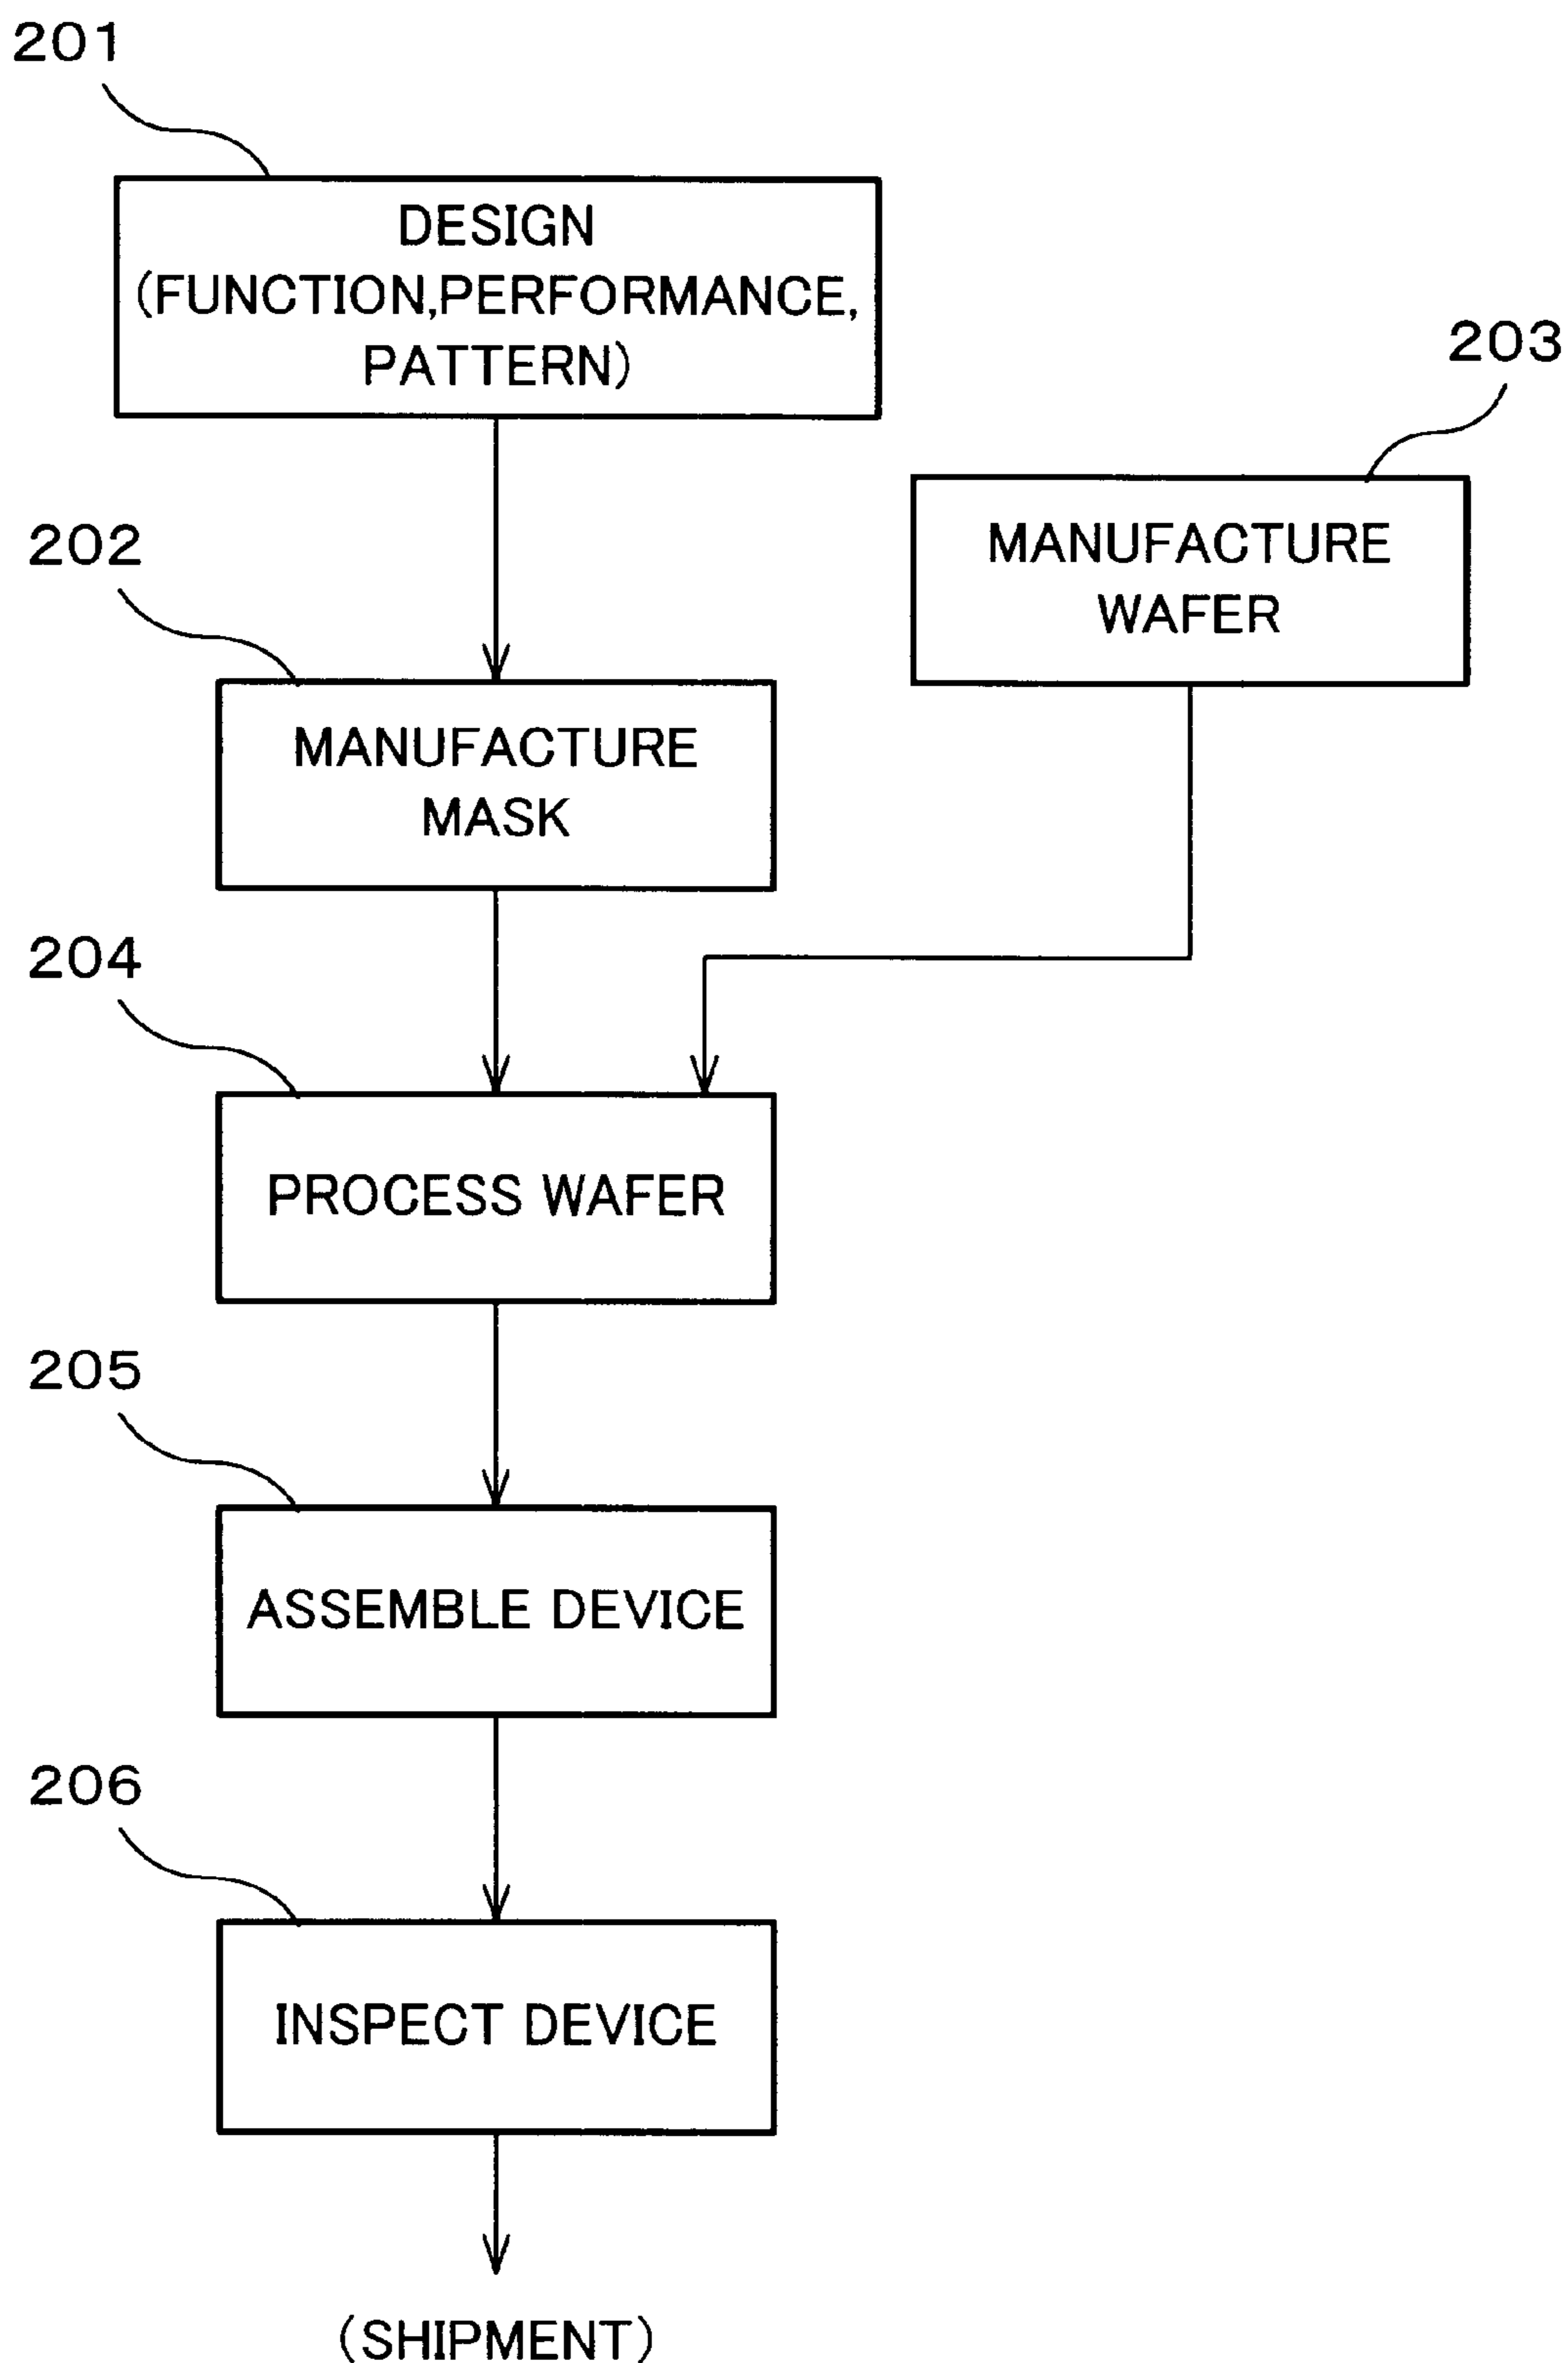 201
DESIGN
(FUNCTION,PERFORMANCE,
PATTERN)
203
MANUFACTURE
WAFER
202
MANUFACTURE
MASK
204
PROCESS WAFER
205
ASSEMBLE DEVICE
206
INSPECT DEVICE
(SHIPMENT)